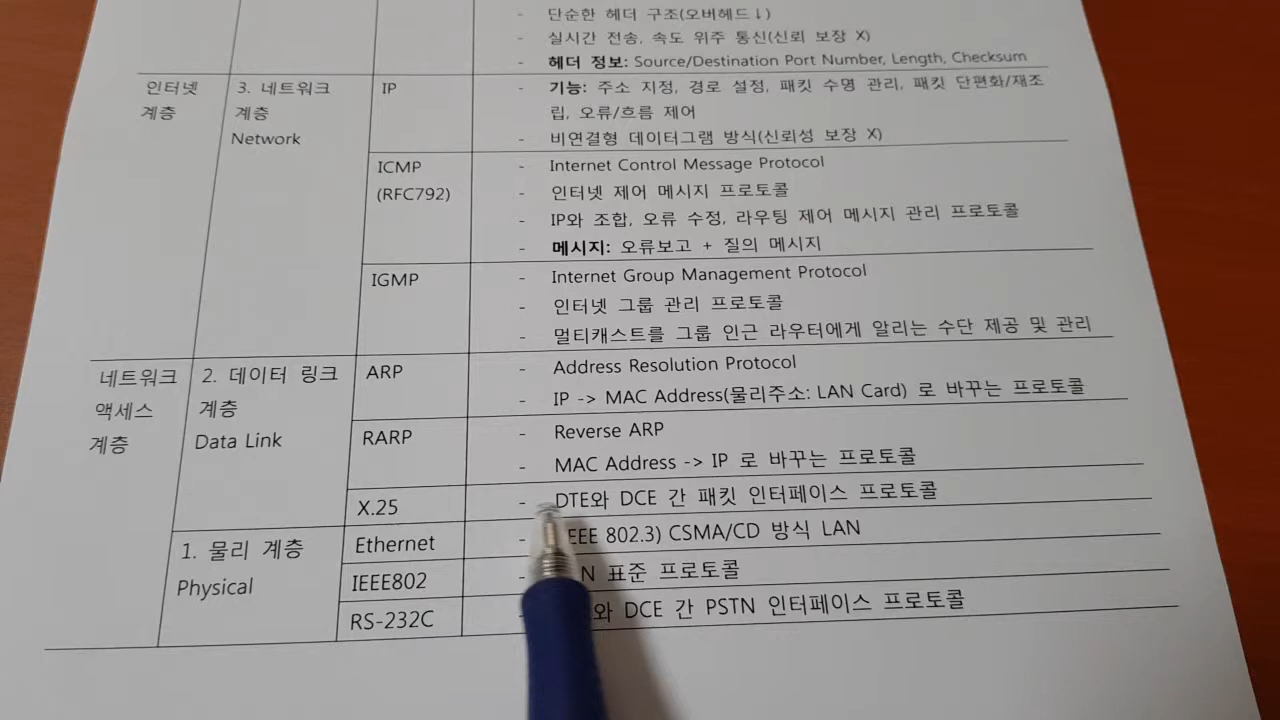 - 단순한 헤더 구조(오버헤드↓)
- 실시간 전송, 속도 위주 통신(신뢰 보장 X)
- 헤더 정보: Source/Destination Port Number, Length, Checksum
인터넷
계층
3. 네트워크
계층
Network
IP
- 기능: 주소 지정, 경로 설정, 패킷 수명 관리, 패킷 단편화/재조
립, 오류/흐름 제어
- 비연결형 데이터그램 방식(신뢰성 보장 X)
ICMP
(RFC792)
- Internet Control Message Protocol
- 인터넷 제어 메시지 프로토콜
- IP와 조합, 오류 수정, 라우팅 제어 메시지 관리 프로토콜
- 메시지: 오류보고 + 질의 메시지
IGMP
- Internet Group Management Protocol
- 인터넷 그룹 관리 프로토콜
- 멀티캐스트를 그룹 인근 라우터에게 알리는 수단 제공 및 관리
네트워크
액세스
계층
2. 데이터 링크
계층
Data Link
ARP
- Address Resolution Protocol
- IP -> MAC Address(물리주소: LAN Card) 로 바꾸는 프로토콜
RARP
- Reverse ARP
- MAC Address -> IP 로 바꾸는 프로토콜
X.25
- DTE와 DCE 간 패킷 인터페이스 프로토콜
1. 물리 계층
Physical
Ethernet
- 802.3) CSMA/CD 방식 LAN
IEEE802
- 표준 프로토콜
RS-232C
- DCE 간 PSTN 인터페이스 프로토콜